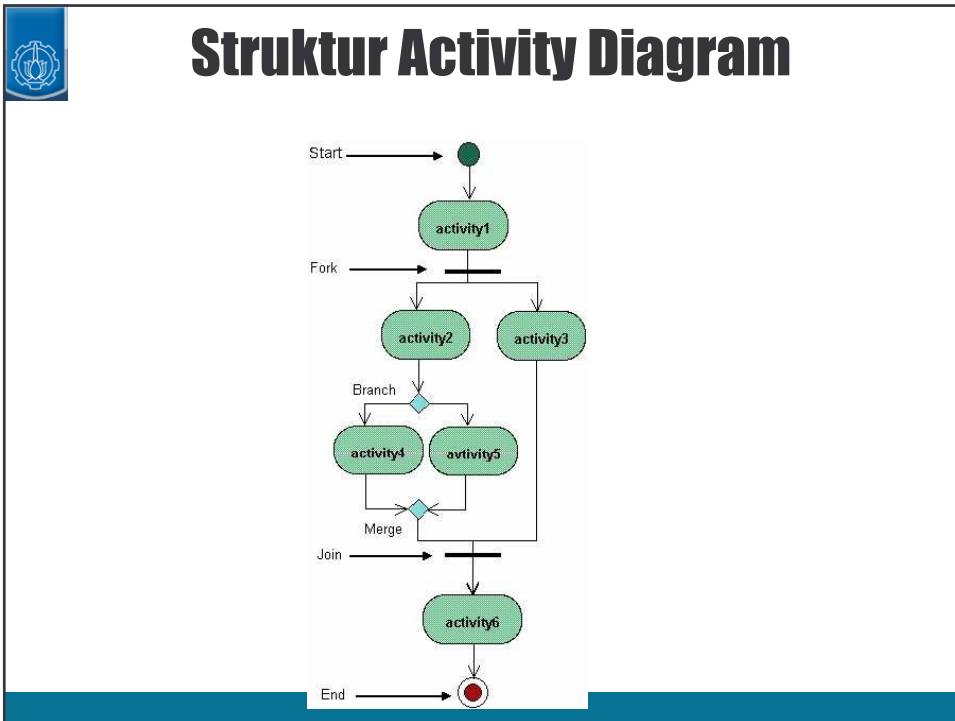 Struktur Activity Diagram
Start
activity1
Fork
activity2
activity3
Branch
activity4
avtivity5
Merge
Join
activity6
End